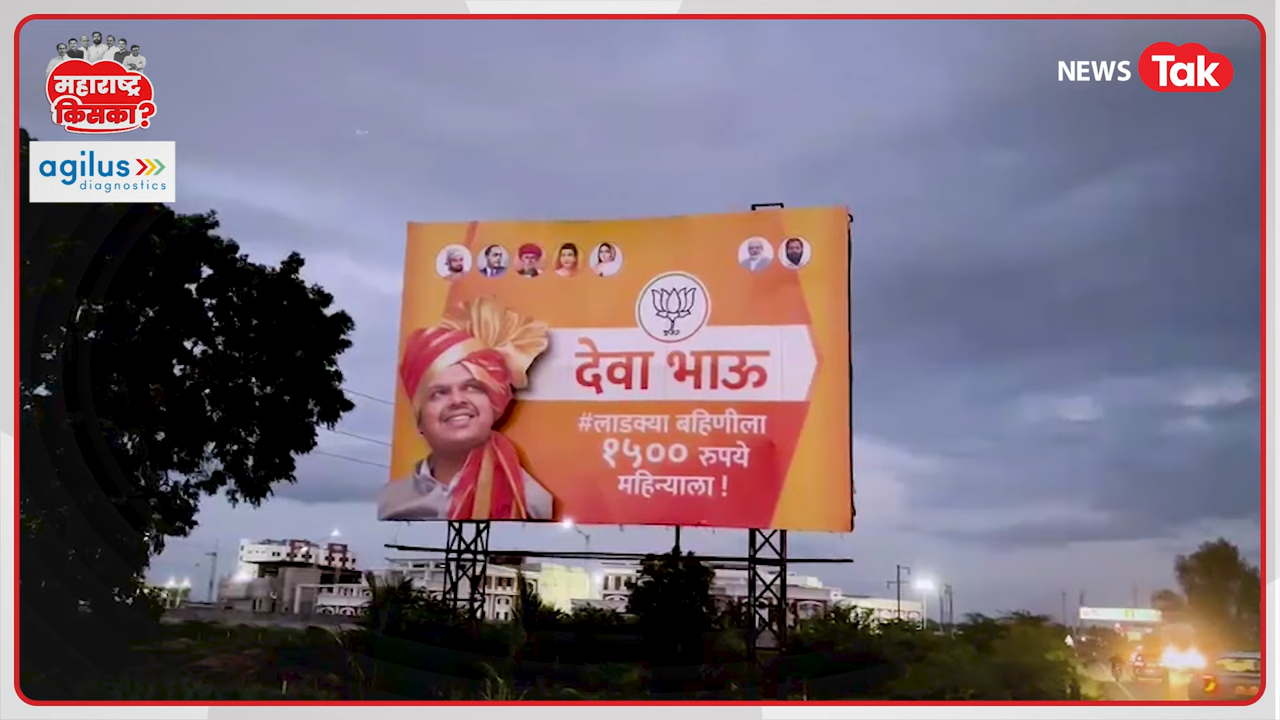 महाराष्ट्र
किसका?
NEWS Tak
agilus
diagnostics
देवा भाऊ
#लाडक्या बहिणीला
१५०० रुपये
महिन्याला !